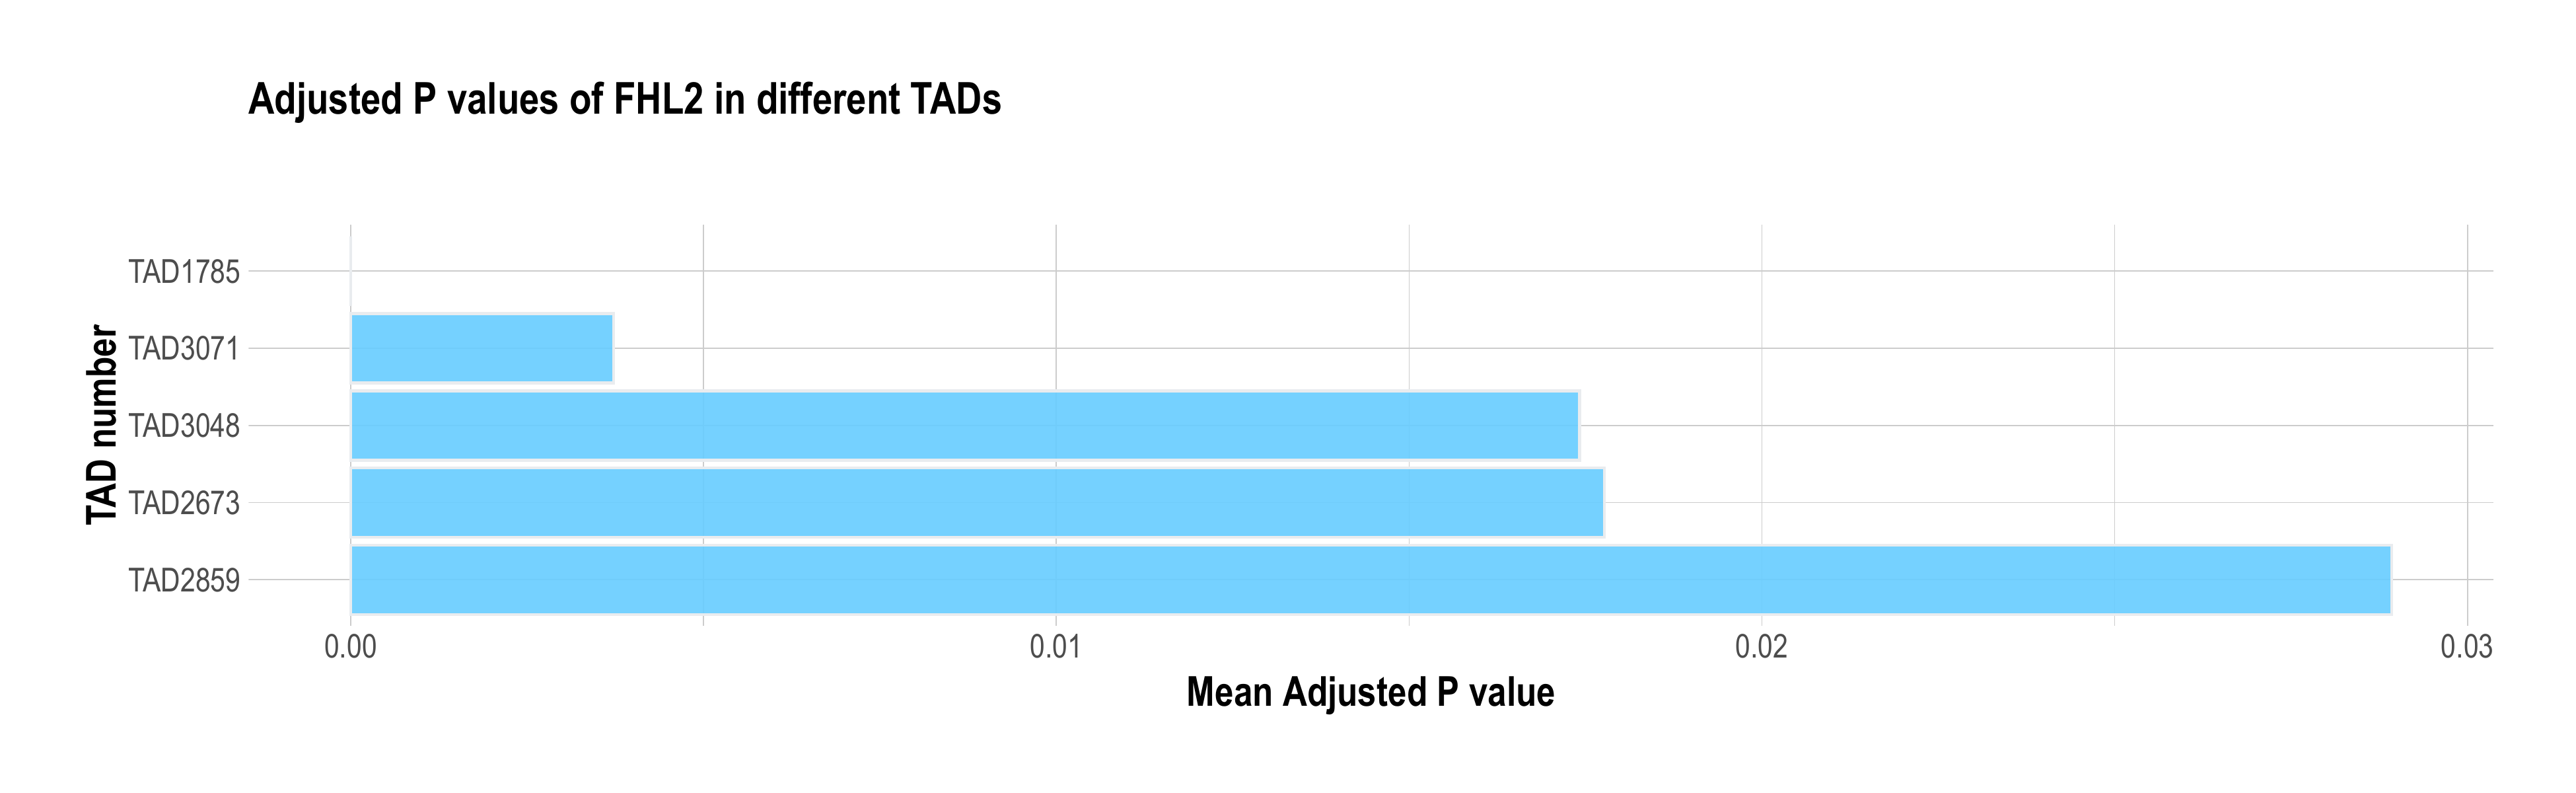 Adjusted P values of FHL2 in different TADs
TAD number
TAD1785
TAD3071
TAD3048
TAD2673
TAD2859
0.00 0.01 0.02 0.03
Mean Adjusted P value